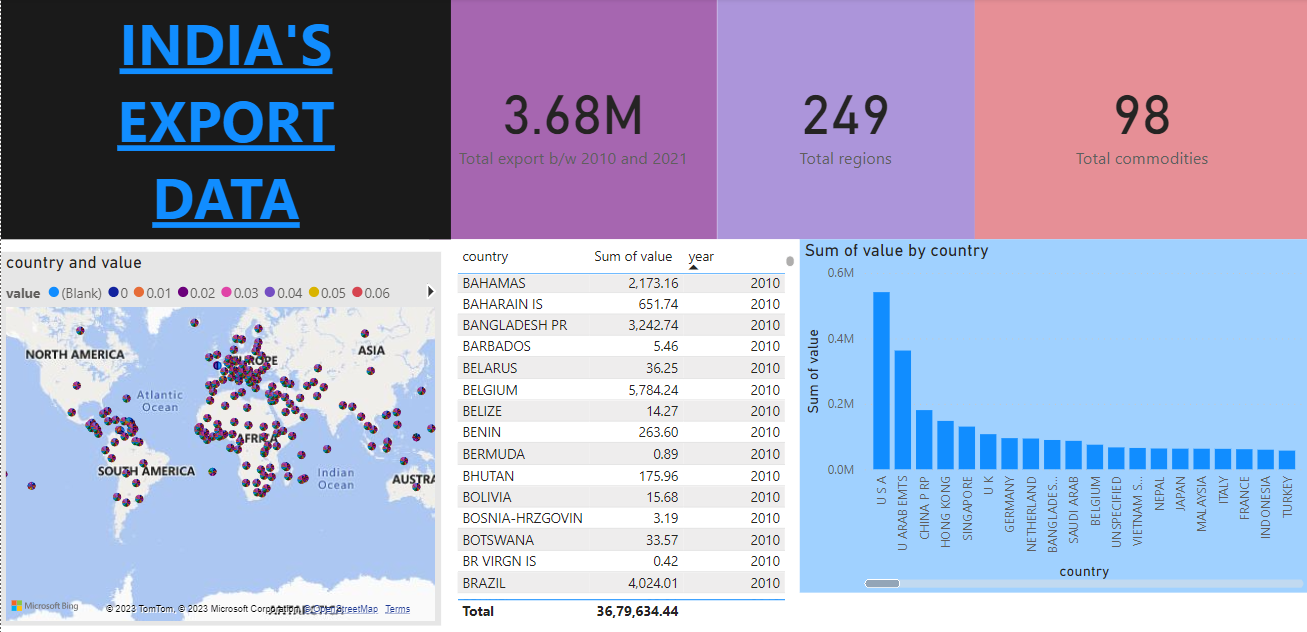 INDIA'S
EXPORT
DATA
3.68M
Total export b/w 2010 and 2021
249
Total regions
98
Total commodities
country and value
value (Blank) 0 0.01 0.02 0.03 0.04 0.05 0.06
NORTH AMERICA
EUROPE
ASIA
Atlantic
Ocean
AFRICA
SOUTH AMERICA
Indian
Ocean
AUSTRA
Microsoft Bing
© 2023 TomTom, © 2023 Microsoft Corporation, © OpenStreetMap Terms
country Sum of value year
BAHAMAS 2,173.16 2010
BAHARAIN IS 651.74 2010
BANGLADESH PR 3,242.74 2010
BARBADOS 5.46 2010
BELARUS 36.25 2010
BELGIUM 5,784.24 2010
BELIZE 14.27 2010
BENIN 263.60 2010
BERMUDA 0.89 2010
BHUTAN 175.96 2010
BOLIVIA 15.68 2010
BOSNIA-HRZGOVIN 3.19 2010
BOTSWANA 33.57 2010
BR VIRGN IS 0.42 2010
BRAZIL 4,024.01 2010
Total 36,79,634.44
Sum of value by country
Sum of value
0.6M
0.4M
0.2M
0.0M
U S A
U ARAB EMTS
CHINA P RP
HONG KONG
SINGAPORE
U K
GERMANY
NETHERLAND
BANGLADES...
SAUDI ARAB
BELGIUM
UNSPECIFIED
VIETNAM S...
NEPAL
JAPAN
MALAYSIA
ITALY
FRANCE
INDONESIA
TURKEY
country